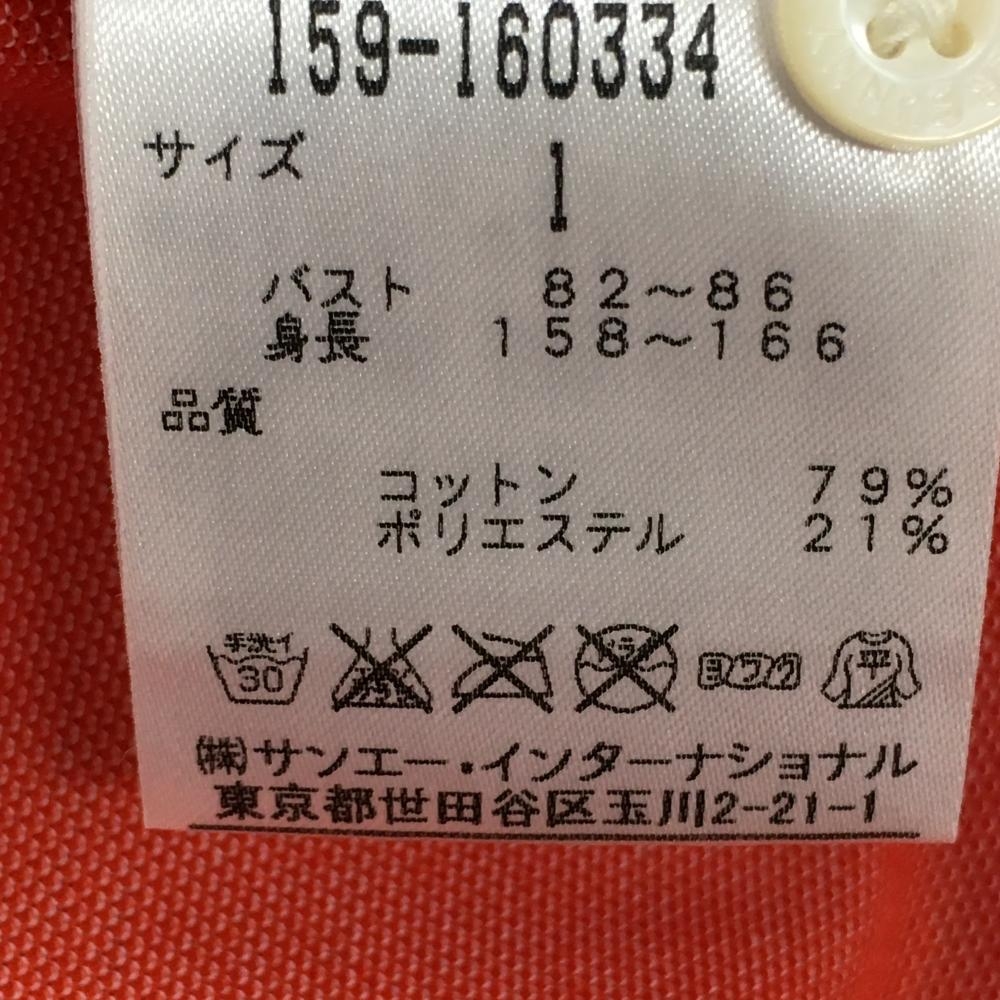 159-160334
サイズ 1
バスト 82〜86
身長 158〜166
品質
コットン 79%
ポリエステル 21%
手洗イ 30 ヨワク 平
㈱サンエー・インターナショナル
東京都世田谷区玉川2-21-1